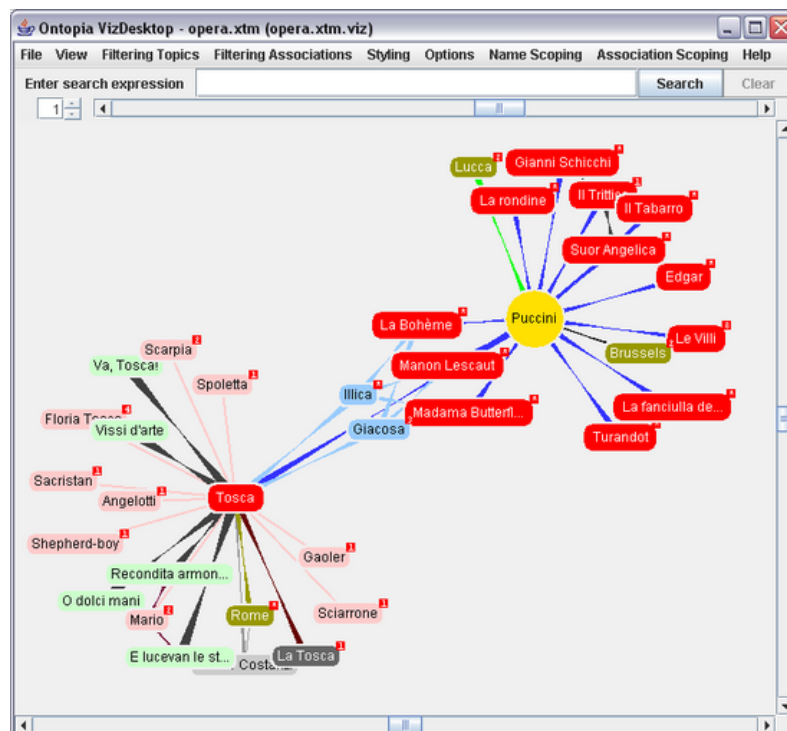 Ontopia VizDesktop - opera.xtm (opera.xtm.viz)
File View Filtering Topics Filtering Associations Styling Options Name Scoping Association Scoping Help
Enter search expression Search Clear
1
Lucca
Gianni Schicchi
La rondine
Il Tabarro
Suor Angelica
Edgar
Puccini
La Bohème
Le Villi
Brussels
Manon Lescaut
Scarpia
Va, Tosca!
Spoletta
Illica
Madama Butterfl...
La fanciulla de...
Floria
Vissi d'arte
Giacosa
Turandot
Sacristan
Angelotti
Tosca
Shepherd-boy
Gaoler
Recondita armon...
O dolci mani
Mario
Rome
Sciarrone
E lucevan le st...
La Tosca